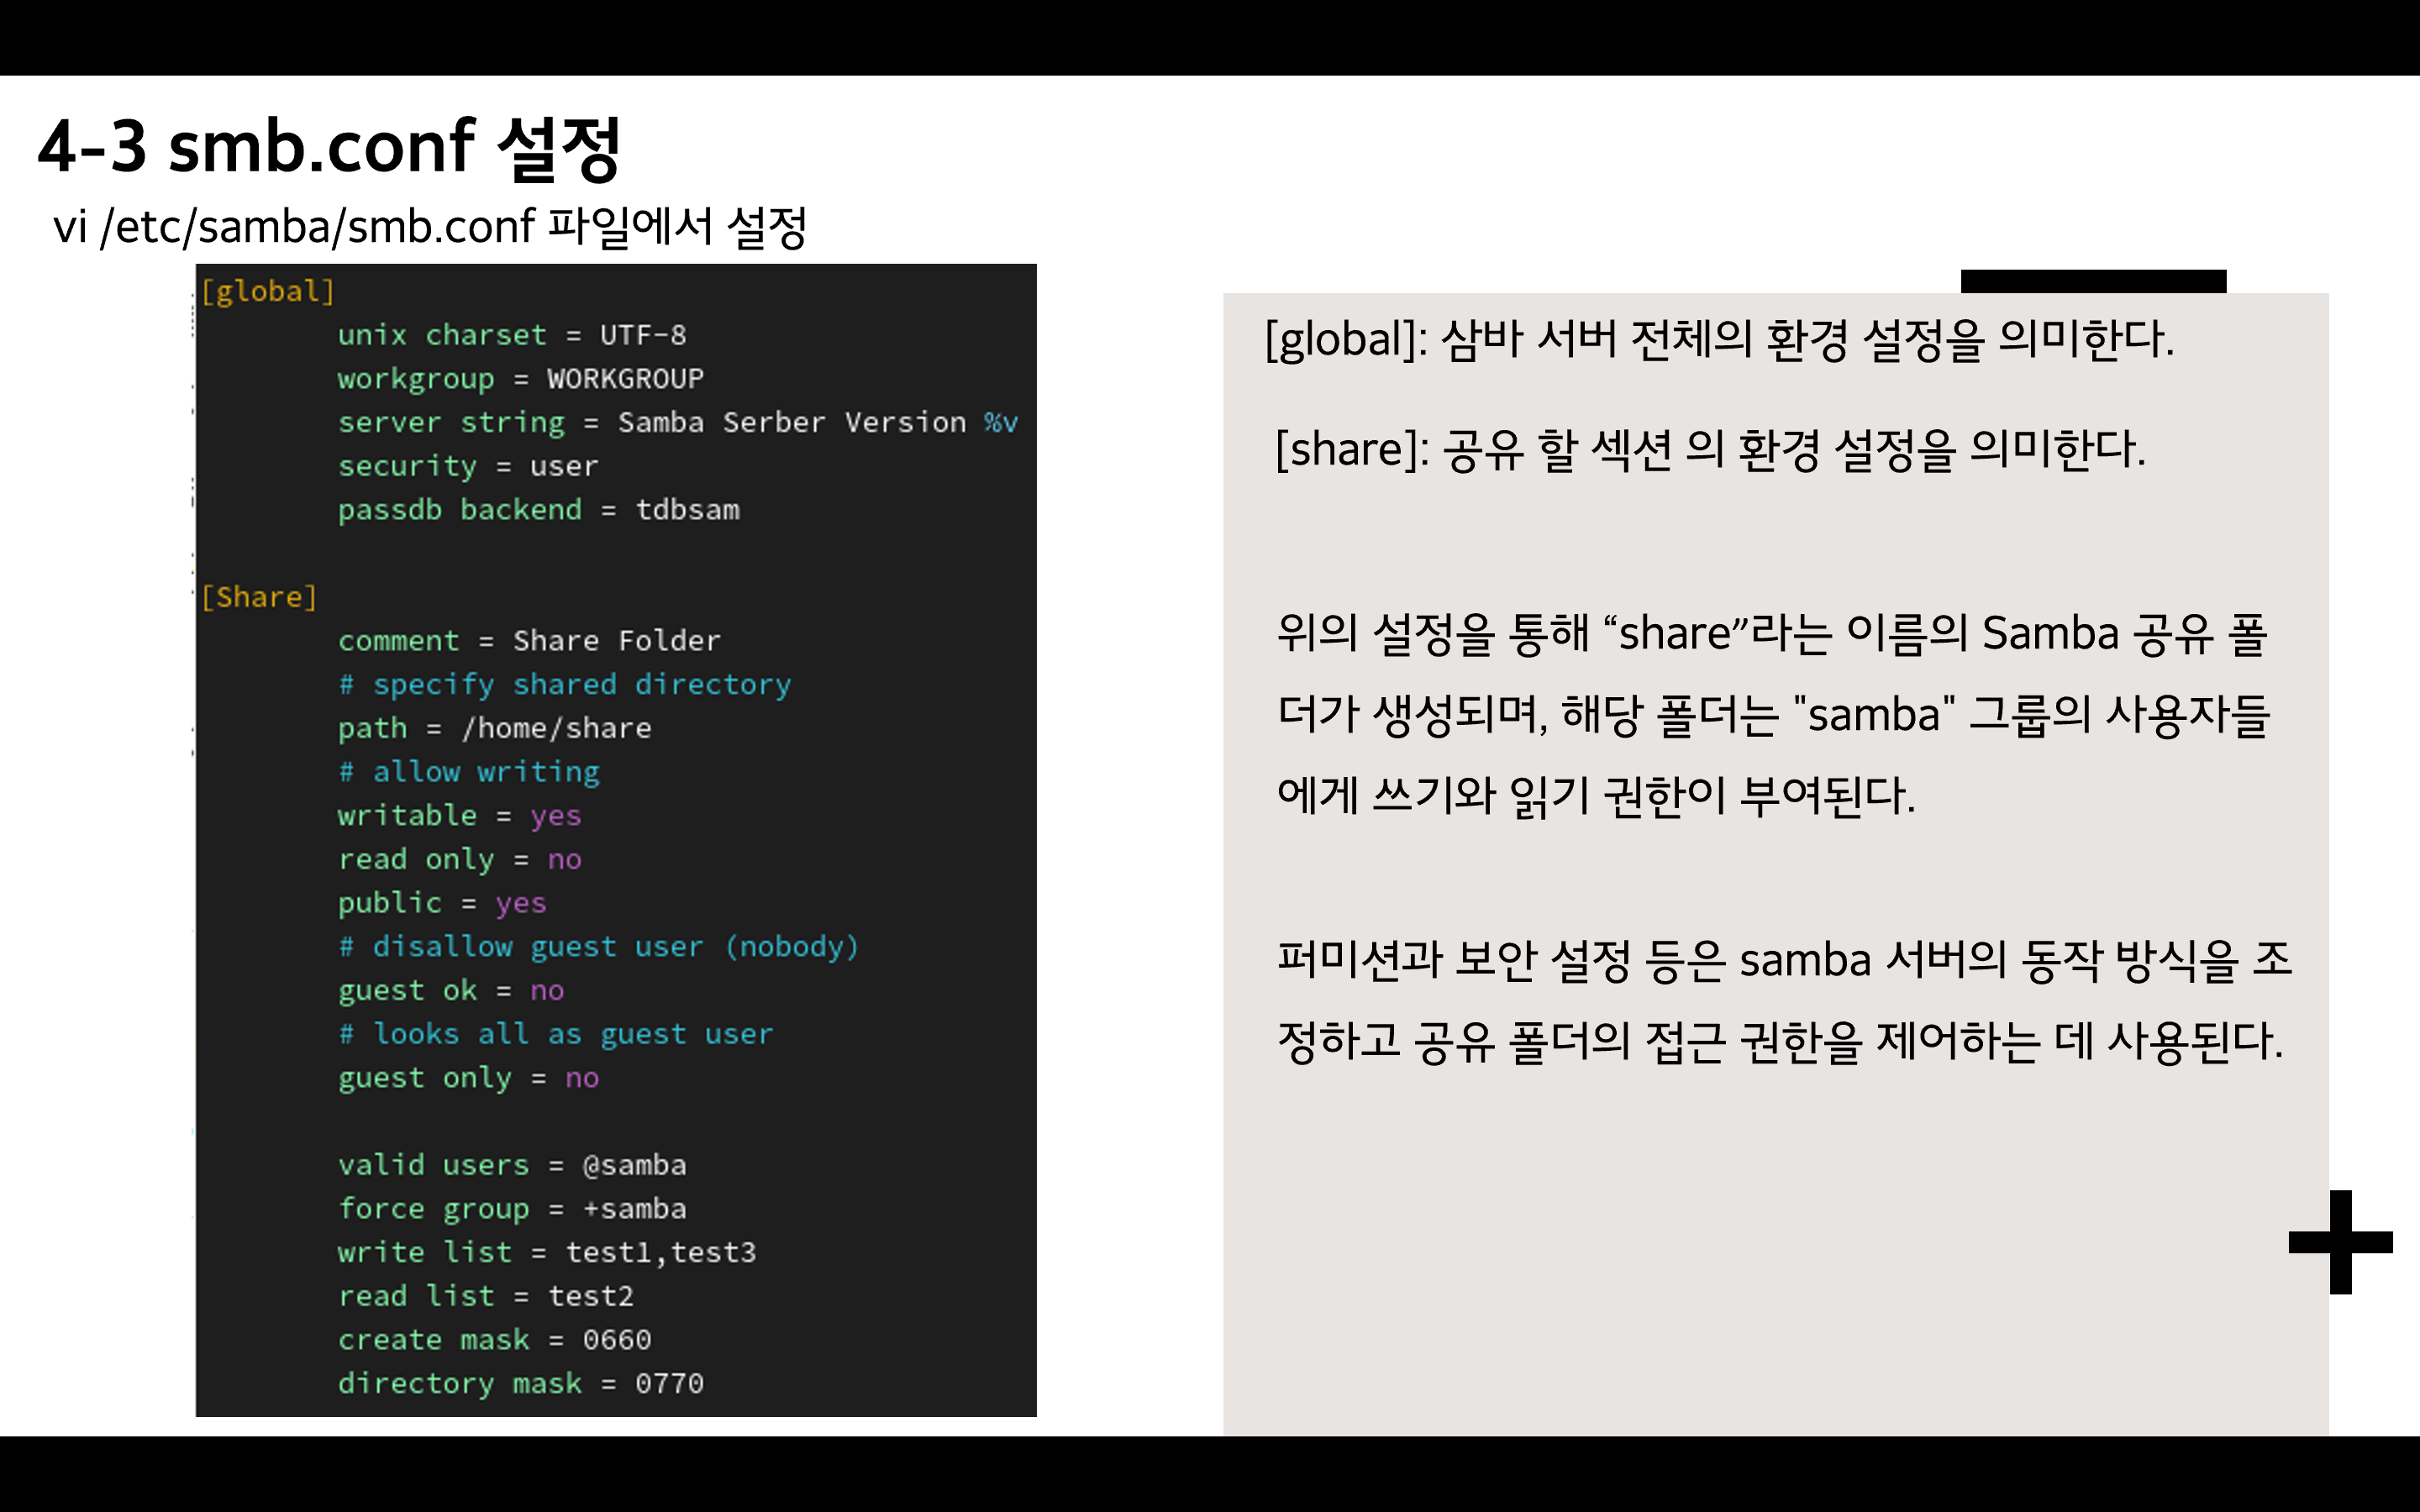 4-3 smb.conf 설정
vi /etc/samba/smb.conf 파일에서 설정
[global]
unix charset = UTF-8
workgroup = WORKGROUP
server string = Samba Serber Version %v
security = user
passdb backend = tdbsam
[Share]
comment = Share Folder
# specify shared directory
path = /home/share
# allow writing
writable = yes
read only = no
public = yes
# disallow guest user (nobody)
guest ok = no
# looks all as guest user
guest only = no
valid users = @samba
force group = +samba
write list = test1,test3
read list = test2
create mask = 0660
directory mask = 0770
[global]: 삼바 서버 전체의 환경 설정을 의미한다.
[share]: 공유 할 섹션 의 환경 설정을 의미한다.
위의 설정을 통해 “share”라는 이름의 Samba 공유 폴
더가 생성되며, 해당 폴더는 "samba" 그룹의 사용자들
에게 쓰기와 읽기 권한이 부여된다.
퍼미션과 보안 설정 등은 samba 서버의 동작 방식을 조
정하고 공유 폴더의 접근 권한을 제어하는 데 사용된다.